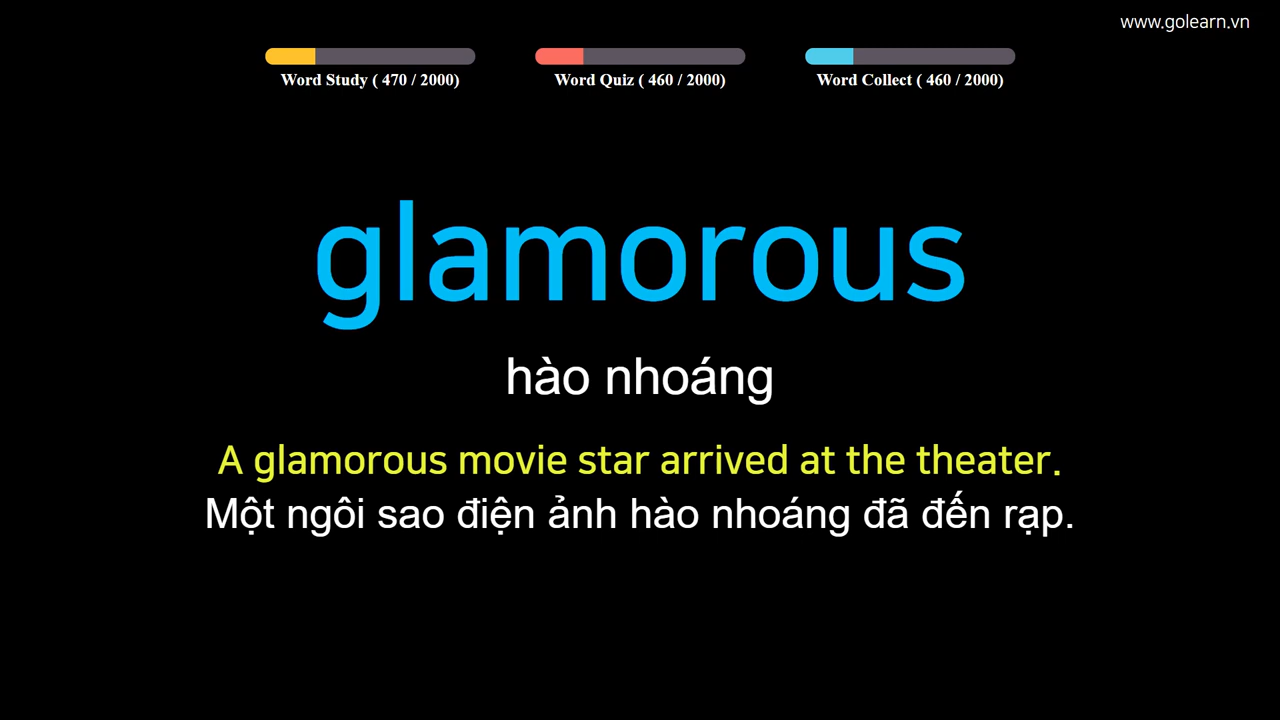 www.golearn.vn
Word Study ( 470 / 2000)
Word Quiz ( 460 / 2000)
Word Collect ( 460 / 2000)
glamorous
hào nhoáng
A glamorous movie star arrived at the theater.
Một ngôi sao điện ảnh hào nhoáng đã đến rạp.